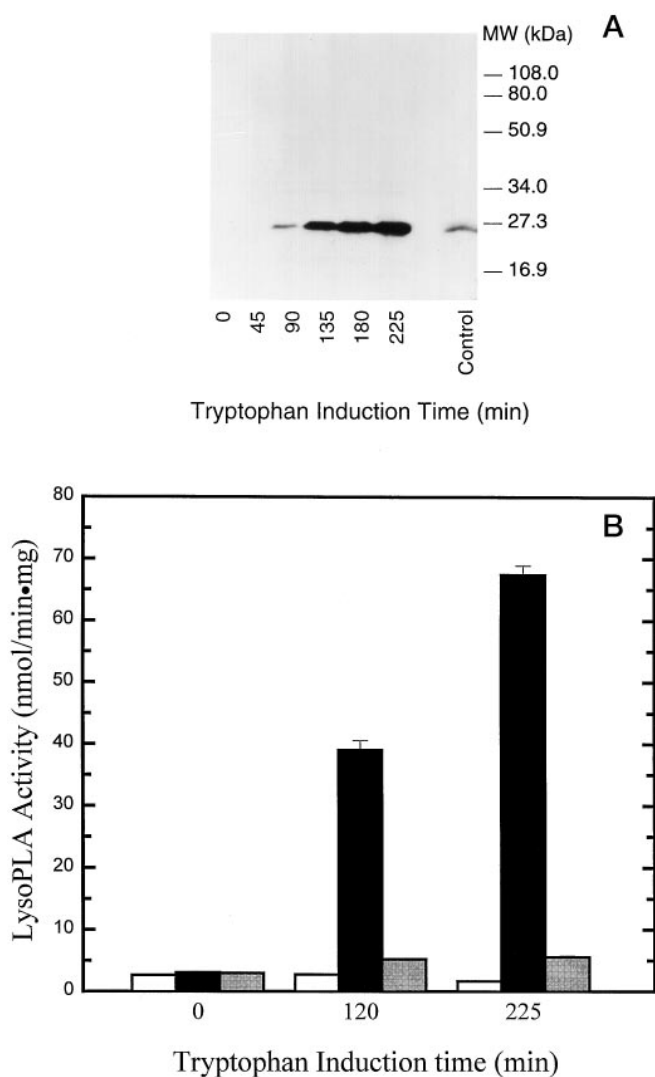 MW (kDa)
A
— 108.0
— 80.0
— 50.9
— 34.0
— 27.3
— 16.9
0
45
90
135
180
225
Control
Tryptophan Induction Time (min)
B
LysoPLA Activity (nmol/min•mg)
80
70
60
50
40
30
20
10
0
0 120 225
Tryptophan Induction time (min)